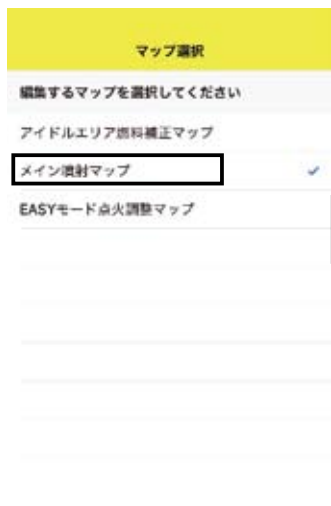 マップ選択
編集するマップを選択してください
アイドルエリア燃料補正マップ
メイン噴射マップ
EASYモード点火調整マップ